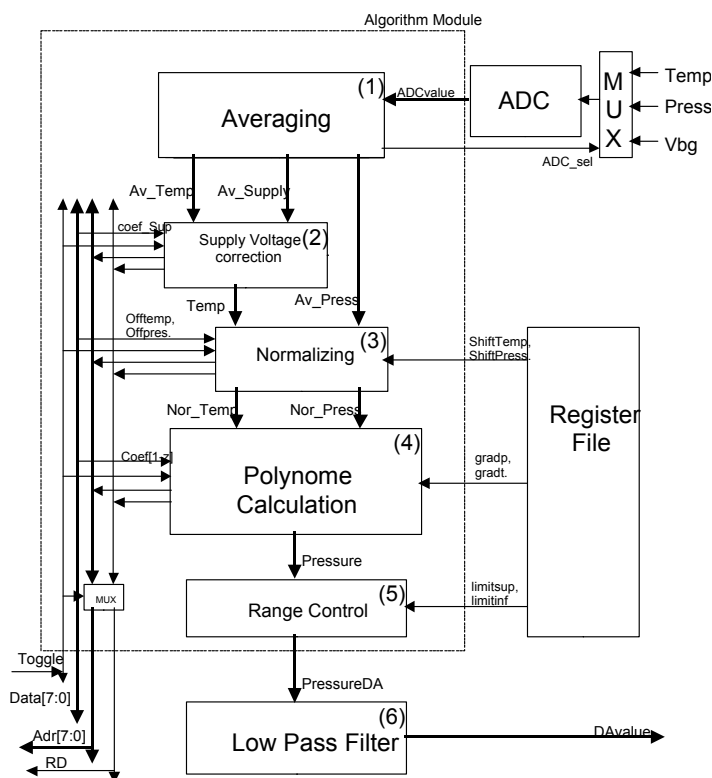 Algorithm Module
(1)
Averaging
ADCvalue
ADC
MUX
Temp
Press
Vbg
ADC_sel
Av_Temp
Av_Supply
coef_Sup
(2)
Supply Voltage
correction
Temp
Av_Press
Offtemp,
Offpres.
(3)
Normalizing
ShiftTemp,
ShiftPress.
Register
File
Nor_Temp
Nor_Press
(4)
Coef[1-z]
Polynome
Calculation
gradp,
gradt.
Pressure
MUX
(5)
Range Control
limitsup,
limitinf
Toggle
PressureDA
Data[7:0]
(6)
Low Pass Filter
DAvalue
Adr[7:0]
RD